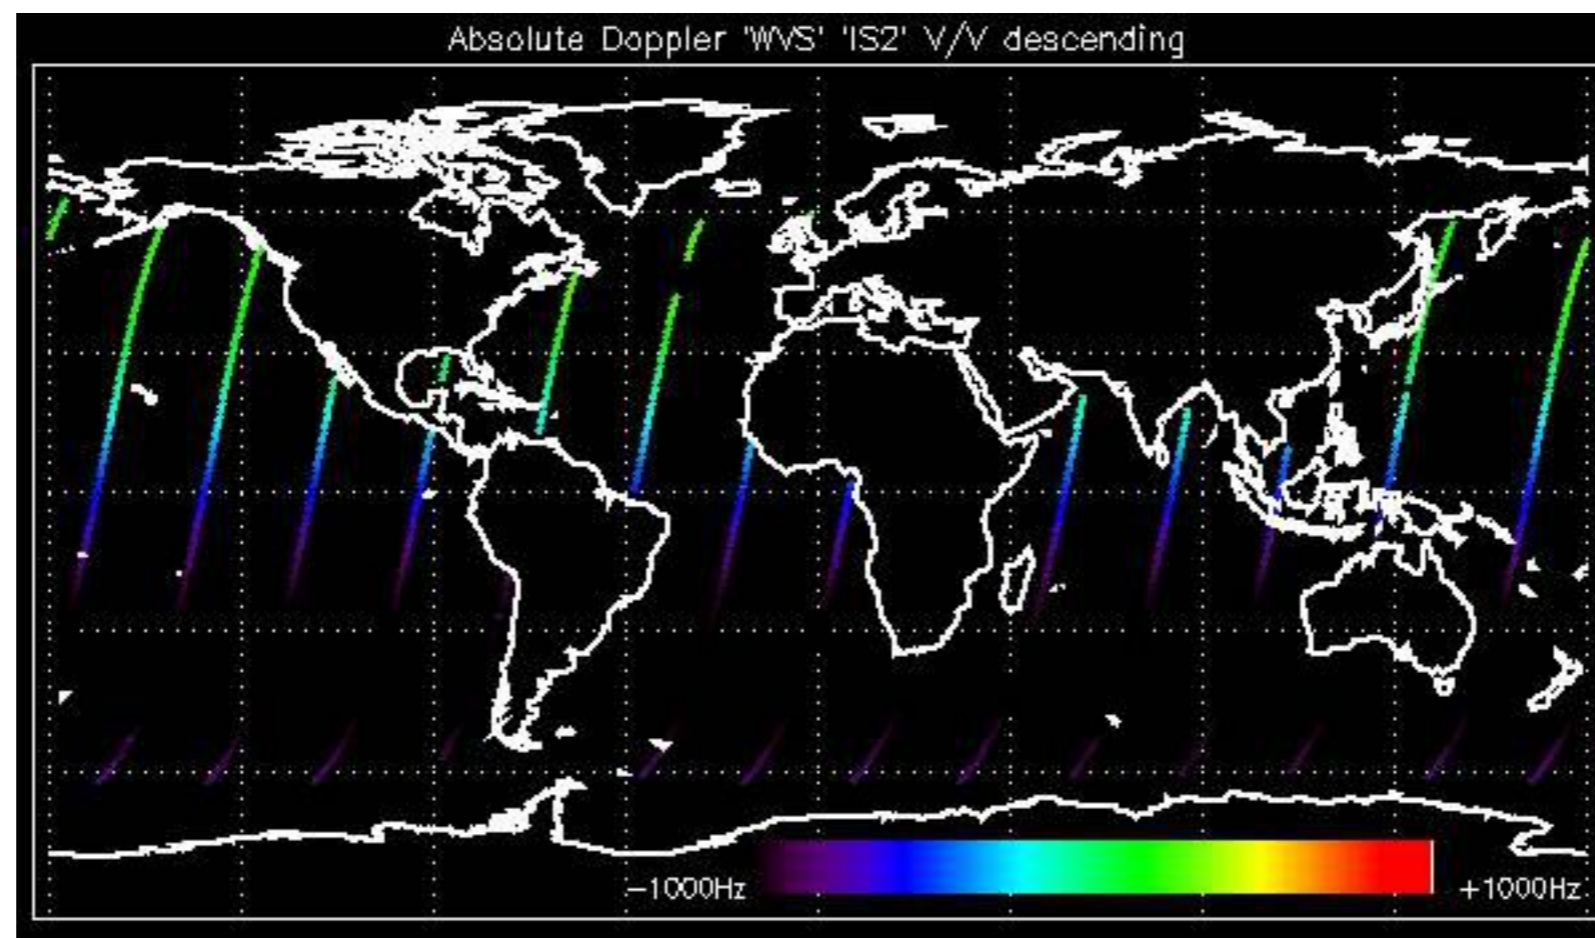 Absolute Doppler 'WVS' 'IS2' V/V descending
−1000Hz
+1000Hz